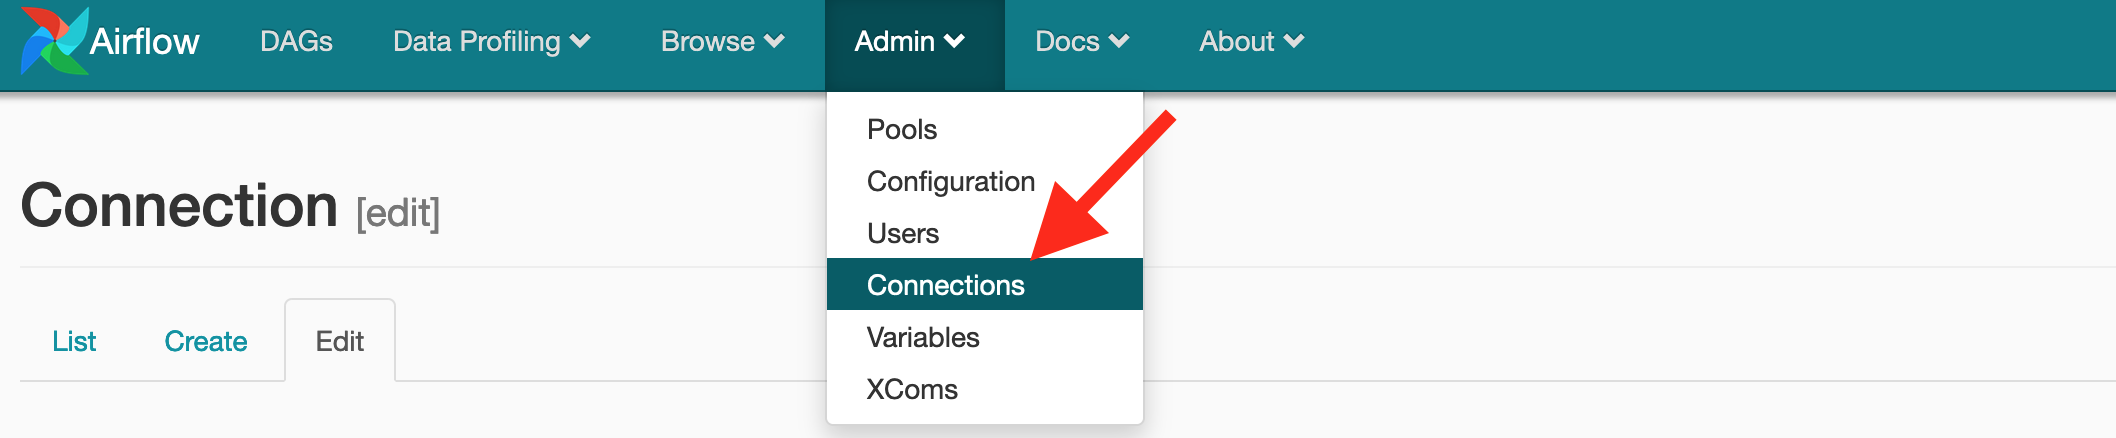 Airflow DAGs Data Profiling Browse Admin Docs About
Pools
Configuration
Connection [edit]
Users
Connections
List Create Edit
Variables
XComs